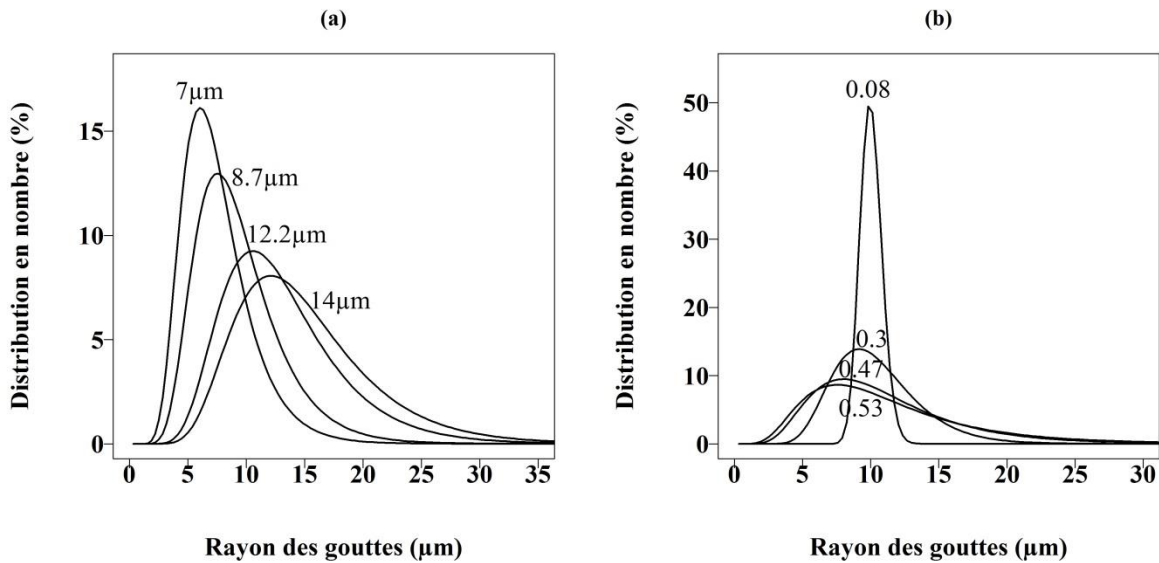 (a)
Distribution en nombre (%)
15
10
5
0
7µm
8.7µm
12.2µm
14µm
0 5 10 15 20 25 30 35
Rayon des gouttes (µm)
(b)
Distribution en nombre (%)
50
40
30
20
10
0
0.08
0.3
0.47
0.53
0 5 10 15 20 25 30
Rayon des gouttes (µm)